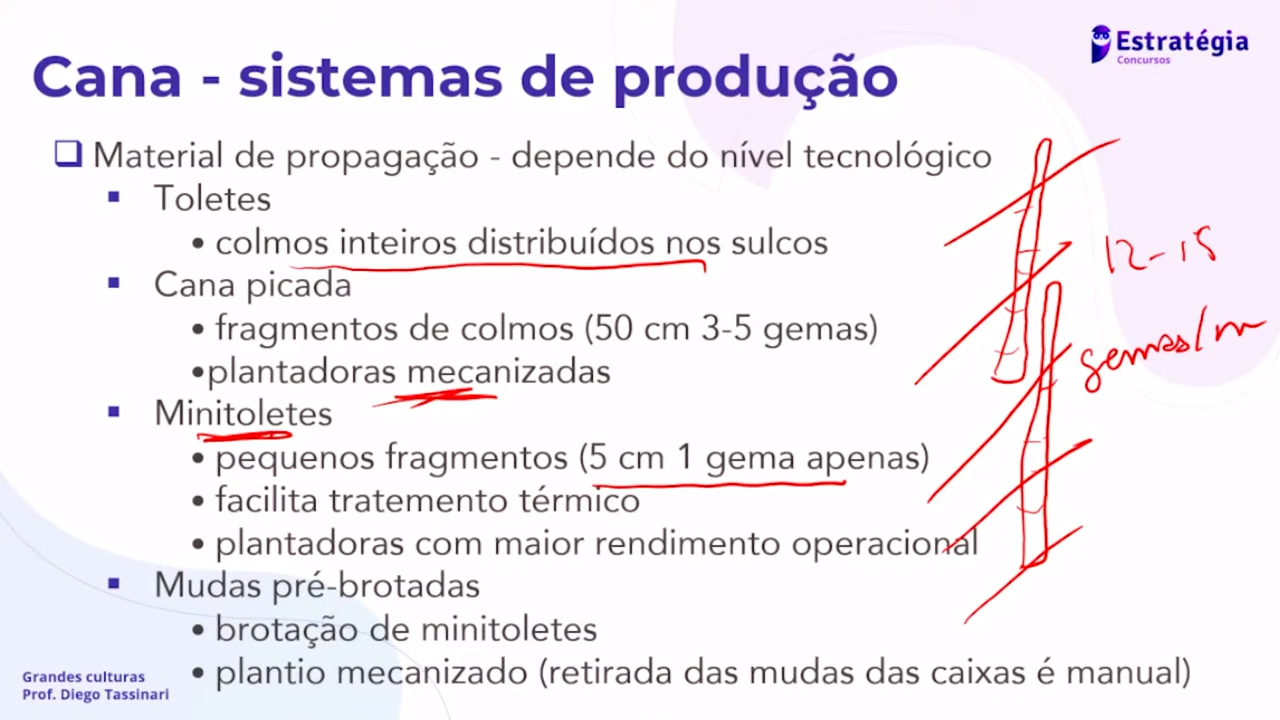 Estratégia
Concursos
Cana - sistemas de produção
❑ Material de propagação - depende do nível tecnológico
▪ Toletes
• colmos inteiros distribuídos nos sulcos
▪ Cana picada
• fragmentos de colmos (50 cm 3-5 gemas)
•plantadoras mecanizadas
▪ Minitoletes
• pequenos fragmentos (5 cm 1 gema apenas)
• facilita tratemento térmico
• plantadoras com maior rendimento operacional
▪ Mudas pré-brotadas
• brotação de minitoletes
• plantio mecanizado (retirada das mudas das caixas é manual)
12-15
gemas/m
Grandes culturas
Prof. Diego Tassinari